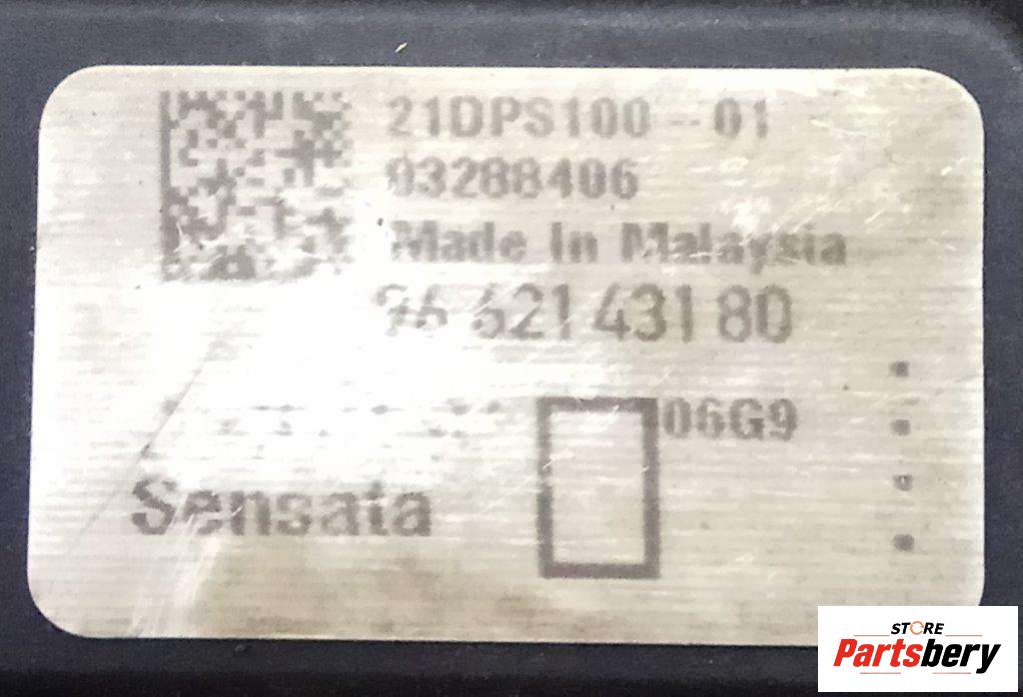 21DPS100-01
03288406
Made In Malaysia
96 621 431 80
06G9
Sensata
STORE
Partsbery